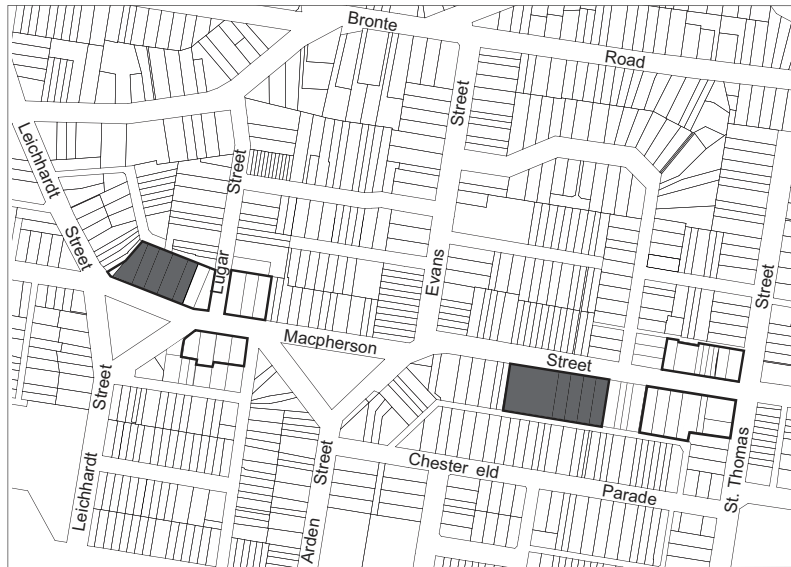 Bronte
Road
Street
Leichhardt
Street
Street
Lugar
Evans
Street
Macpherson
Street
Street
Leichhardt
Arden
Street
Chester eld
Parade
St. Thomas